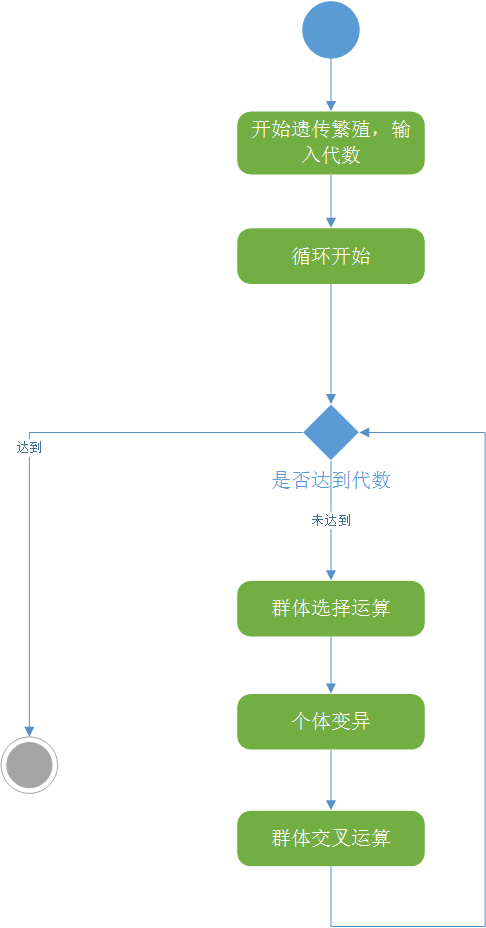 开始遗传繁殖，输
入代数
循环开始
达到
是否达到代数
未达到
群体选择运算
个体变异
群体交叉运算